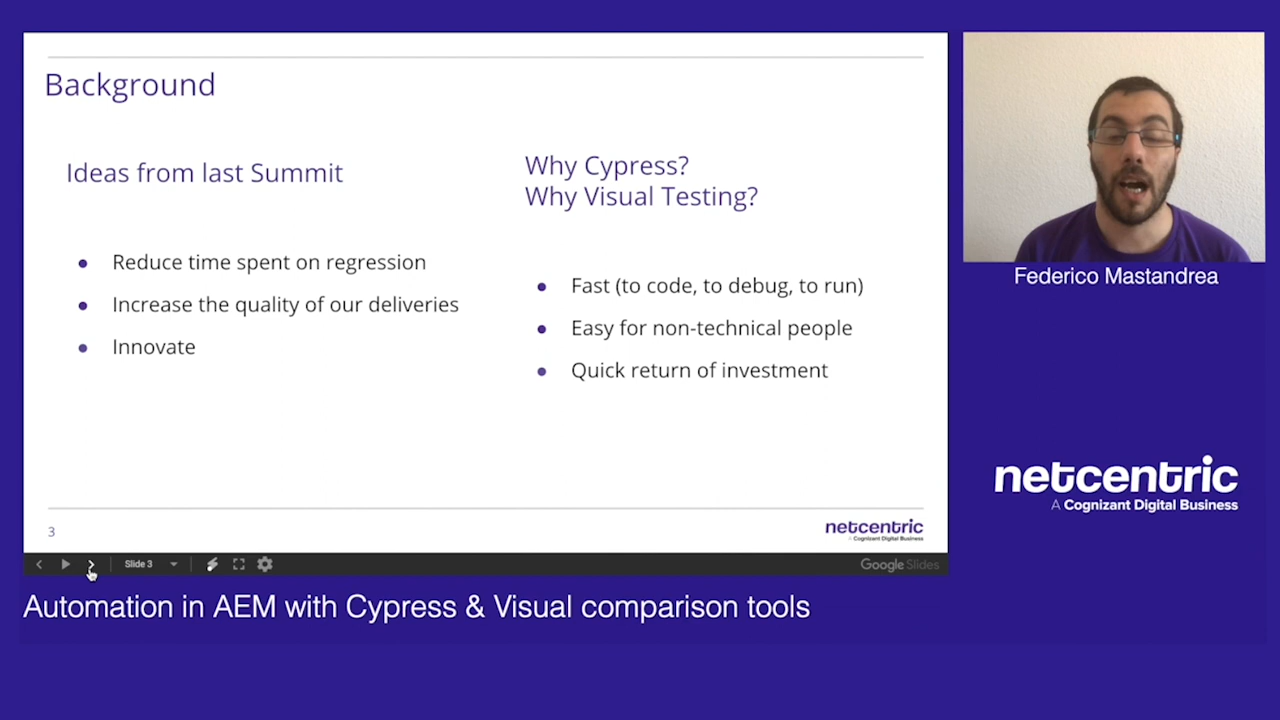 Background
Ideas from last Summit
Reduce time spent on regression
Increase the quality of our deliveries
Innovate
Why Cypress?
Why Visual Testing?
Fast (to code, to debug, to run)
Easy for non-technical people
Quick return of investment
3
netcentric
A Cognizant Digital Business
Slide 3
Google Slides
Federico Mastandrea
netcentric
A Cognizant Digital Business
Automation in AEM with Cypress & Visual comparison tools